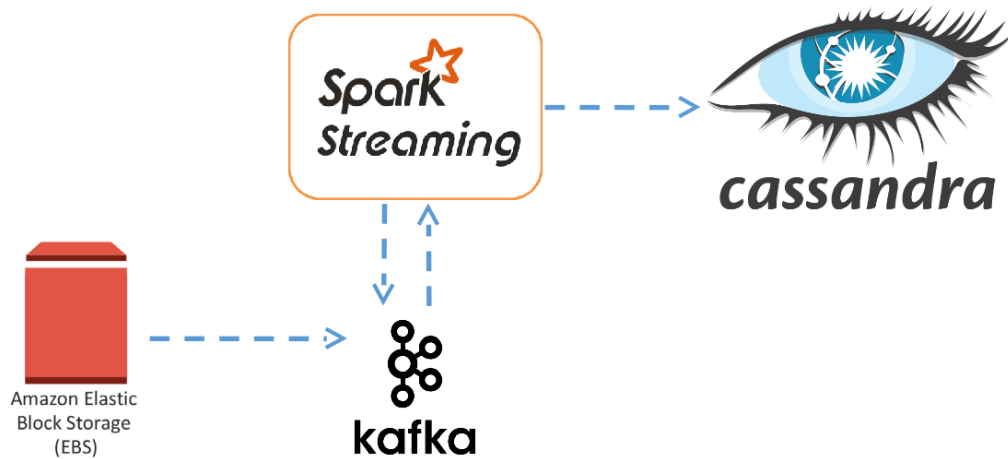 Spark
Streaming
cassandra
Amazon Elastic
Block Storage
(EBS)
kafka